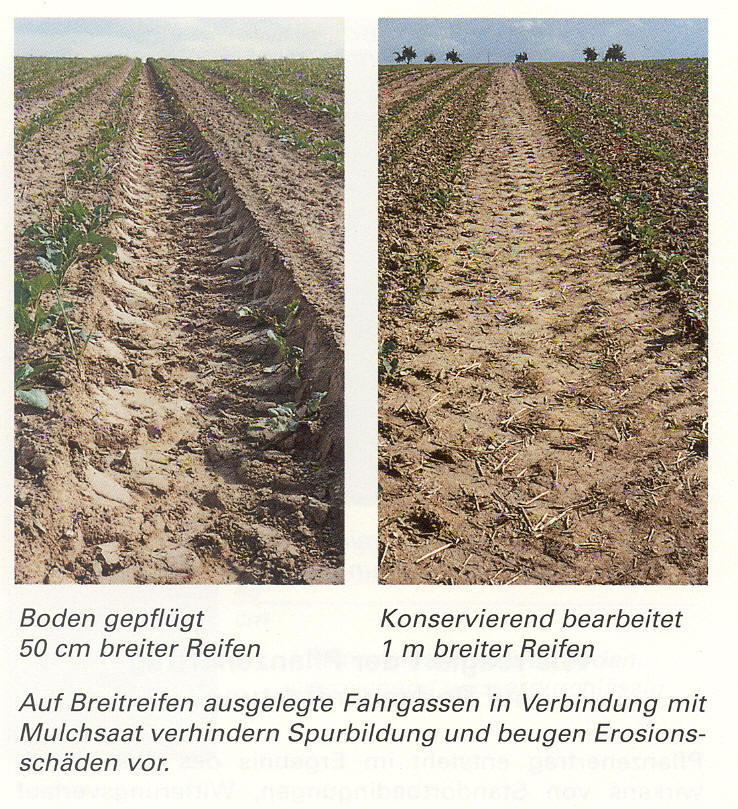 Boden gepflügt
50 cm breiter Reifen
Konservierend bearbeitet
1 m breiter Reifen
Auf Breitreifen ausgelegte Fahrgassen in Verbindung mit
Mulchsaat verhindern Spurbildung und beugen Erosions-
schäden vor.